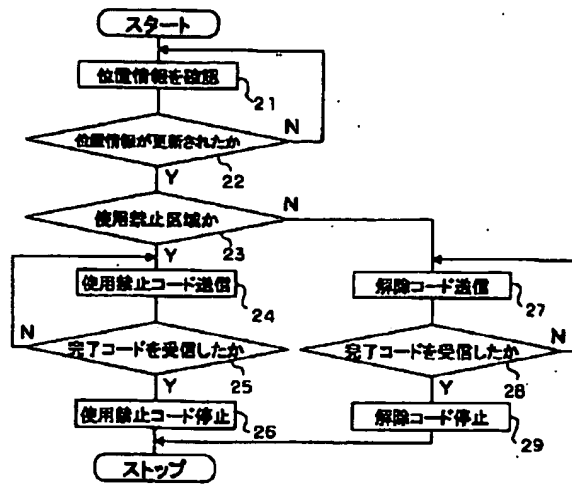 スタート
位置情報を確認
21
位置情報が更新されたか
N
22
Y
使用禁止区域か
N
23
Y
使用禁止コード送信
24
解除コード送信
27
N
完了コードを受信したか
25
Y
完了コードを受信したか
N
28
Y
使用禁止コード停止
26
解除コード停止
29
ストップ